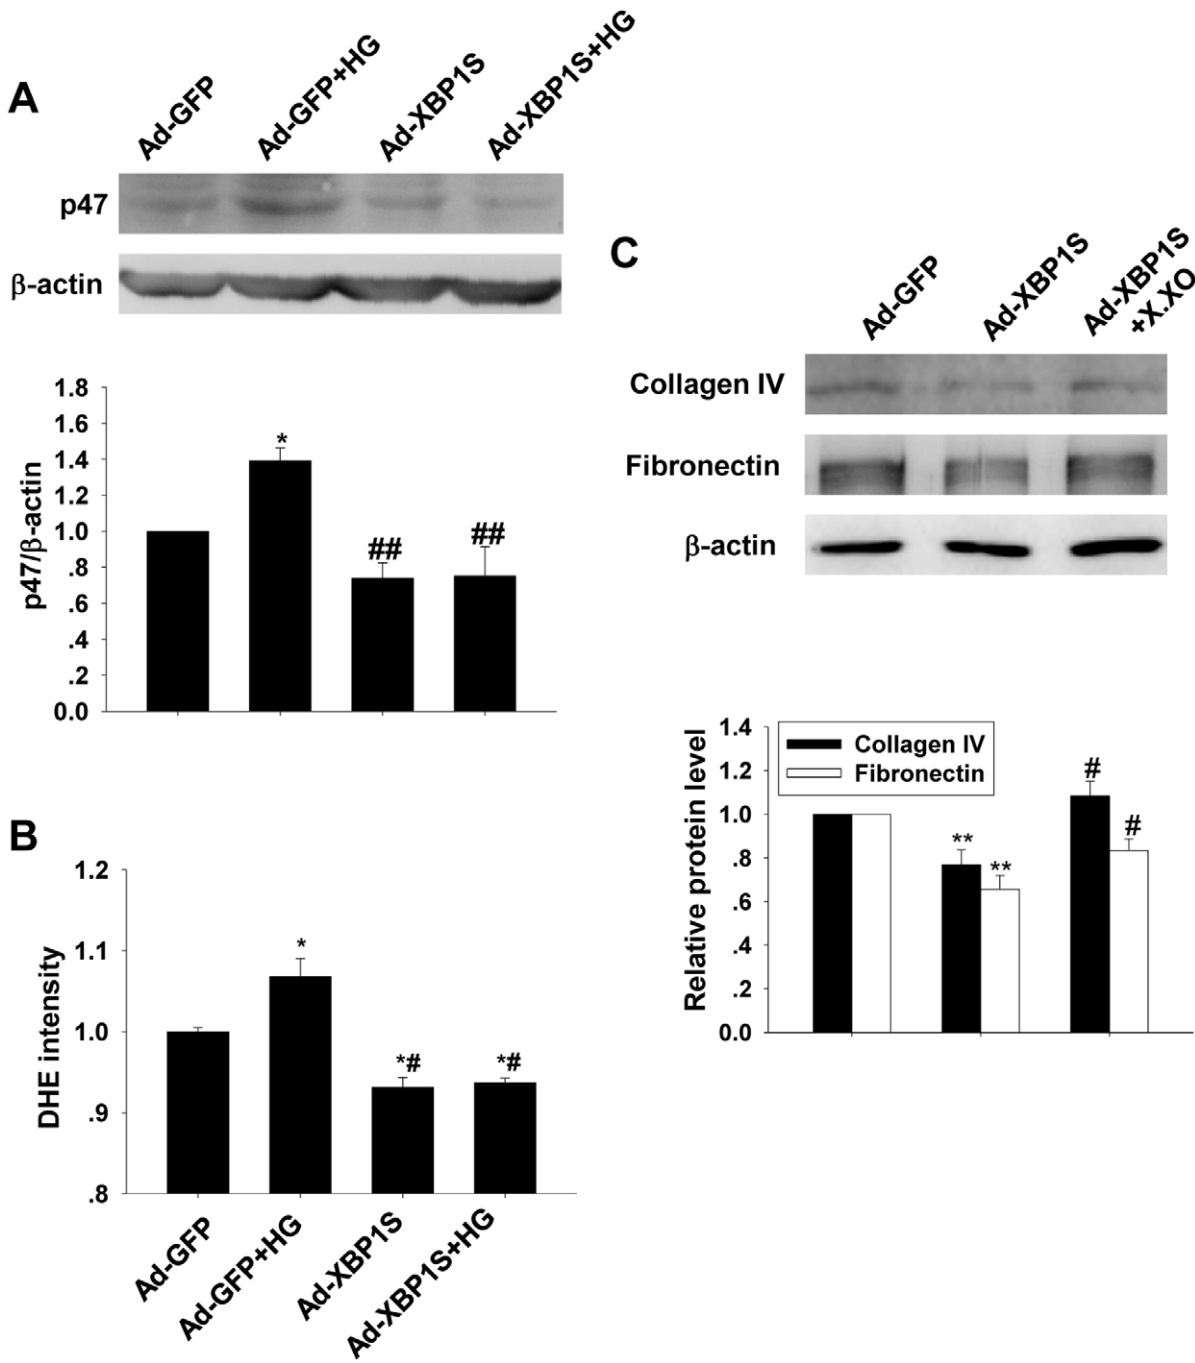 A
Ad-GFP
Ad-GFP+HG
Ad-XBP1S
Ad-XBP1S+HG
p47
β-actin
p47/β-actin
1.8
1.6
1.4
1.2
1.0
.8
.6
.4
.2
0.0
*
##
##
B
DHE intensity
1.2
1.1
1.0
.9
.8
*
*#
*#
Ad-GFP
Ad-GFP+HG
Ad-XBP1S
Ad-XBP1S+HG
C
Ad-GFP
Ad-XBP1S
Ad-XBP1S
+X.XO
Collagen IV
Fibronectin
β-actin
Relative protein level
1.4
1.2
1.0
.8
.6
.4
.2
0.0
Collagen IV
Fibronectin
**
**
#
#